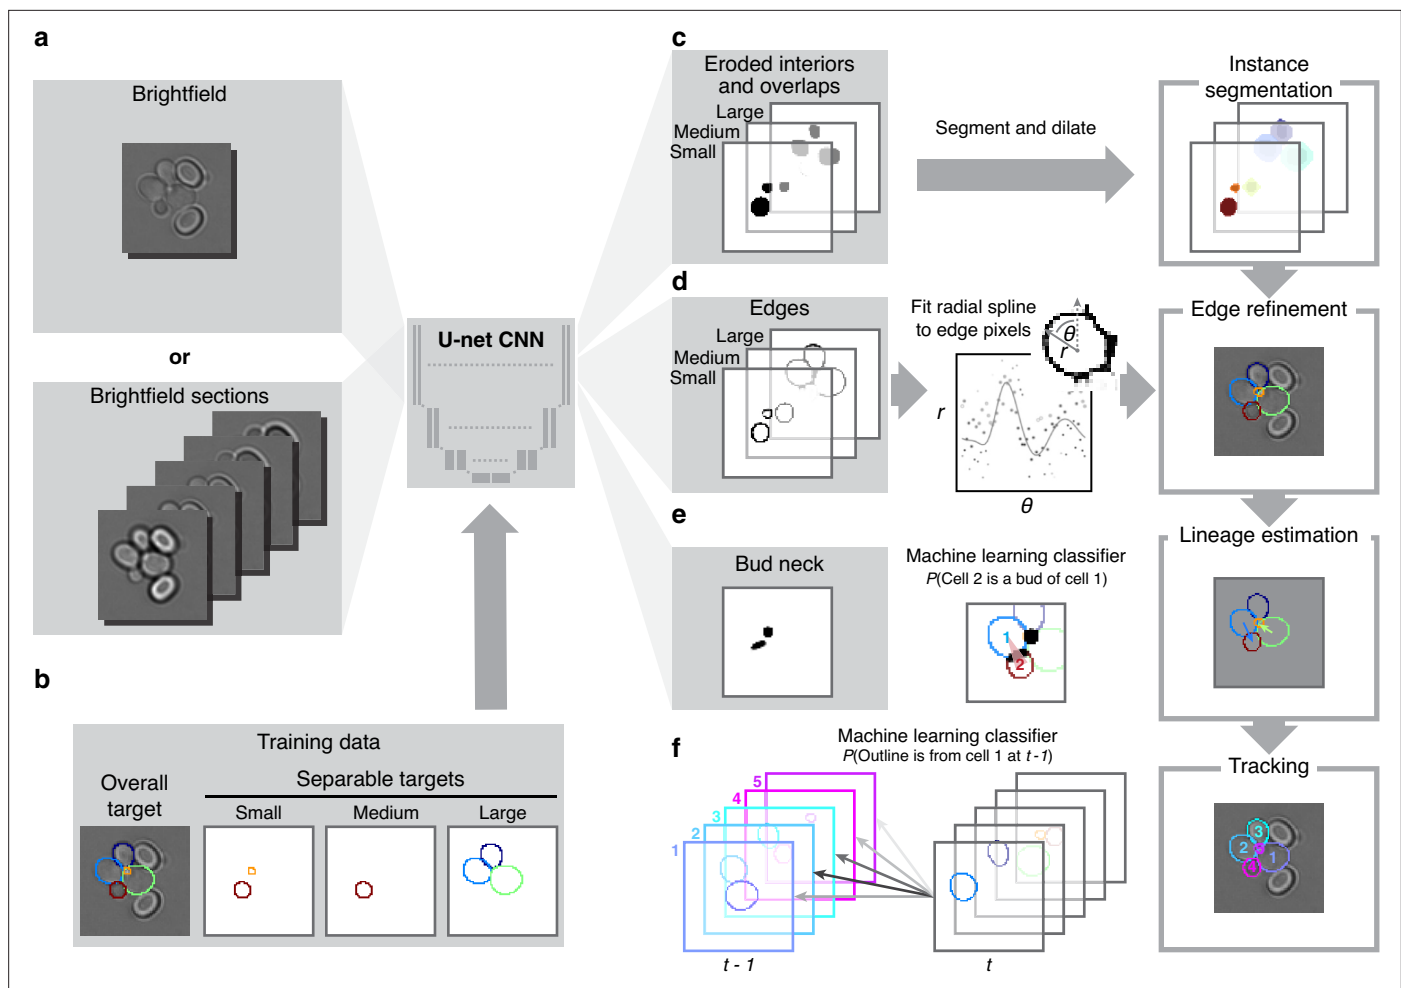 a
Brightfield
or
Brightfield sections
U-net CNN
b
Training data
Overall
target
Separable targets
Small
Medium
Large
c
Eroded interiors
and overlaps
Large
Medium
Small
Segment and dilate
Instance
segmentation
d
Edges
Large
Medium
Small
Fit radial spline
to edge pixels
θ
r
r
θ
Edge refinement
e
Bud neck
Machine learning classifier
P(Cell 2 is a bud of cell 1)
1
2
Lineage estimation
f
Machine learning classifier
P(Outline is from cell 1 at t-1)
5
4
3
2
1
t - 1
t
Tracking
3
2
1